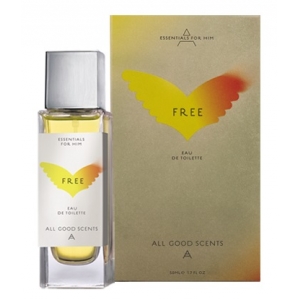 ESSENTIALS FOR HIM
FREE
EAU
DE TOILETTE
ALL GOOD SCENTS
ESSENTIALS
FOR HIM
FREE
EAU
DE TOILETTE
ALL GOOD SCENTS